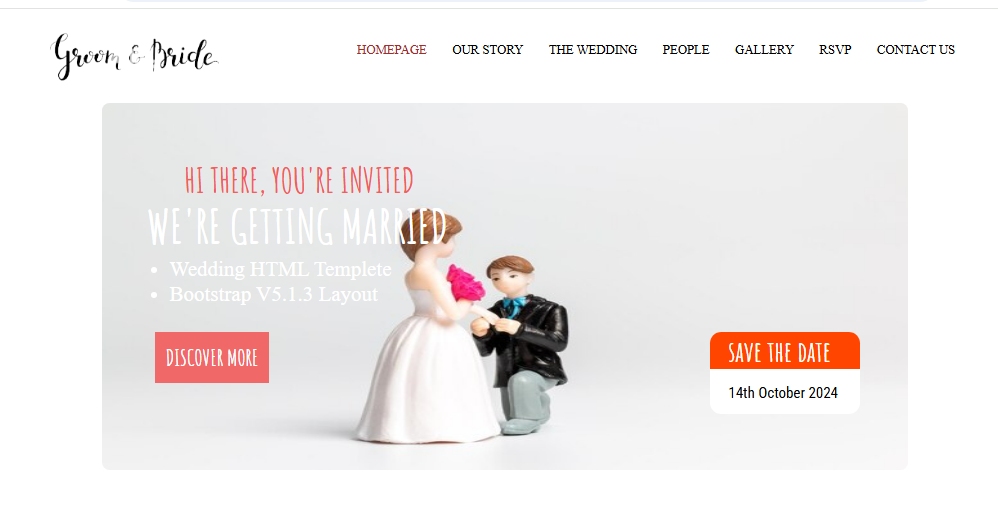 Groom & Bride
HOMEPAGE OUR STORY THE WEDDING PEOPLE GALLERY RSVP CONTACT US
HI THERE, YOU'RE INVITED
WE'RE GETTING MARRIED
• Wedding HTML Templete
• Bootstrap V5.1.3 Layout
DISCOVER MORE
SAVE THE DATE
14th October 2024